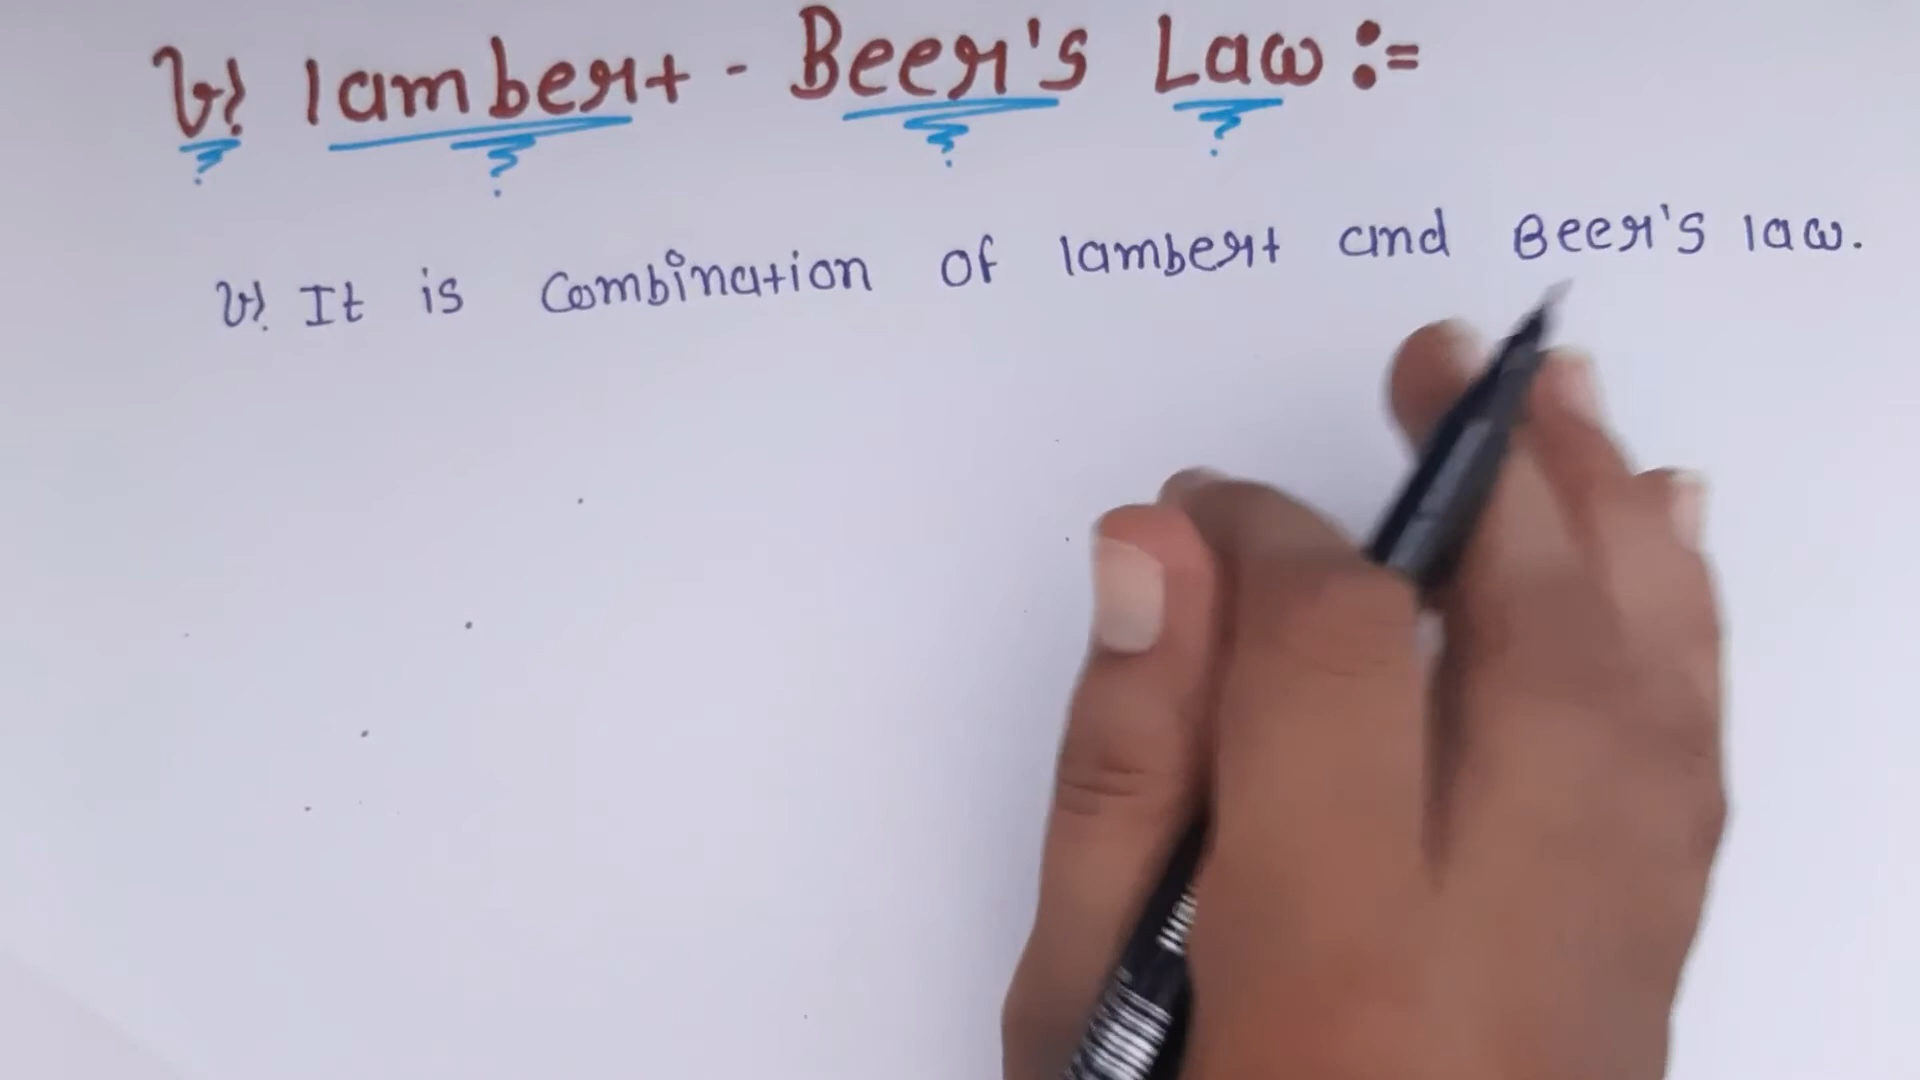 lambert - Beer's Law :=
It is Combination of lambert and Beer's law.